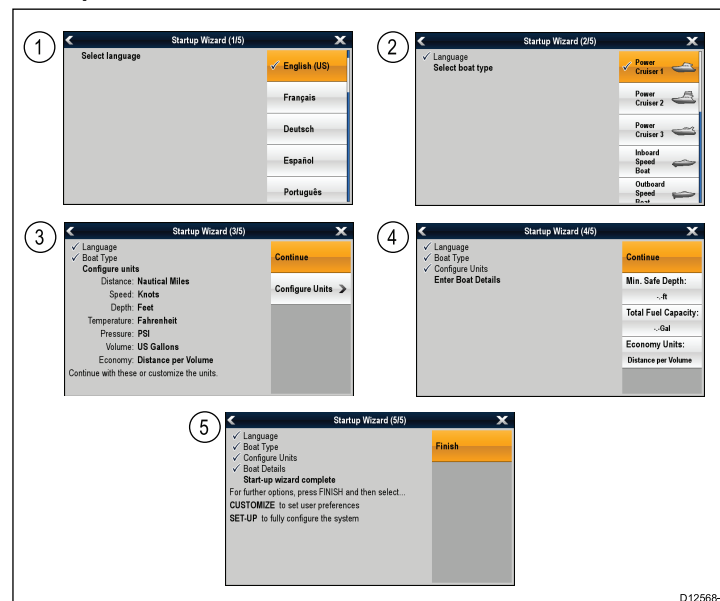 1
Startup Wizard (1/5)
Select language
English (US)
Français
Deutsch
Español
Português
2
Startup Wizard (2/5)
Language
Select boat type
Power
Cruiser 1
Power
Cruiser 2
Power
Cruiser 3
Inboard
Speed
Boat
Outboard
Speed
Boat
3
Startup Wizard (3/5)
Language
Boat Type
Configure units
Distance: Nautical Miles
Speed: Knots
Depth: Feet
Temperature: Fahrenheit
Pressure: PSI
Volume: US Gallons
Economy: Distance per Volume
Continue with these or customize the units.
Continue
Configure Units
4
Startup Wizard (4/5)
Language
Boat Type
Configure Units
Enter Boat Details
Continue
Min. Safe Depth:
-.-ft
Total Fuel Capacity:
-.-Gal
Economy Units:
Distance per Volume
5
Startup Wizard (5/5)
Language
Boat Type
Configure Units
Boat Details
Start-up wizard complete
For further options, press FINISH and then select...
CUSTOMIZE to set user preferences
SET-UP to fully configure the system
Finish
D12568-